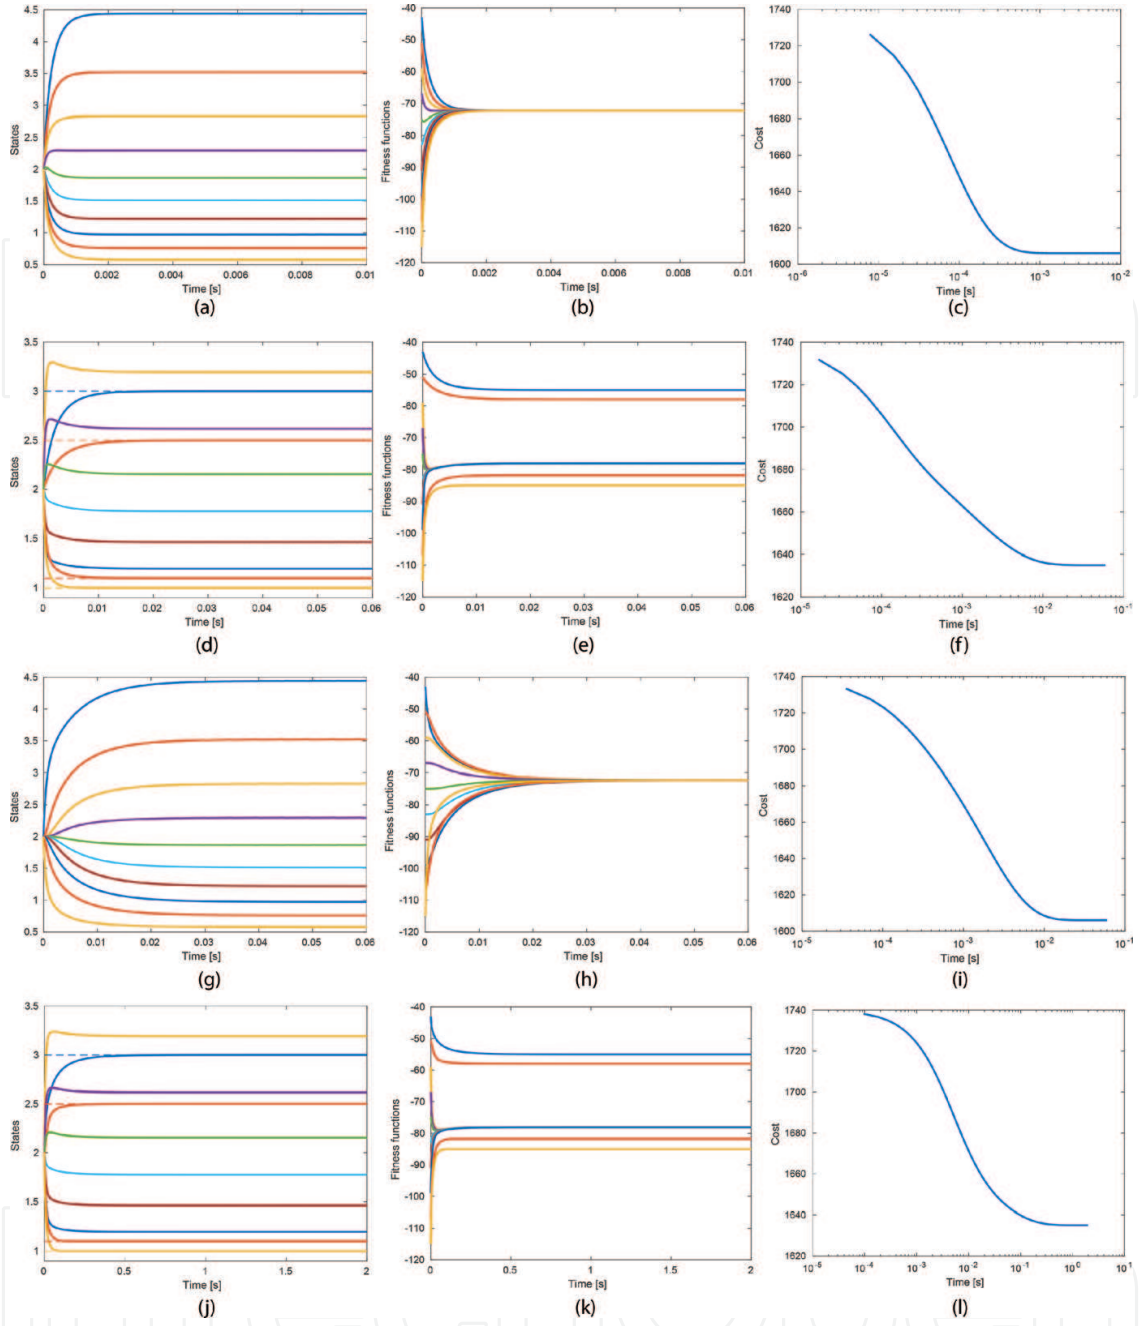 4.5
4
3.5
3
2.5
2
1.5
1
0.5
States
0 0.002 0.004 0.006 0.008 0.01
Time [s]
(a)
-40
-50
-60
-70
-80
-90
-100
-110
-120
Fitness functions
0 0.002 0.004 0.006 0.008 0.01
Time [s]
(b)
1740
1720
1700
1680
1660
1640
1620
1600
Cost
10⁻⁶ 10⁻⁵ 10⁻⁴ 10⁻³ 10⁻²
Time [s]
(c)
3.5
3
2.5
2
1.5
1
States
0 0.01 0.02 0.03 0.04 0.05 0.06
Time [s]
(d)
-40
-50
-60
-70
-80
-90
-100
-110
-120
Fitness functions
0 0.01 0.02 0.03 0.04 0.05 0.06
Time [s]
(e)
1740
1720
1700
1680
1660
1640
1620
Cost
10⁻⁵ 10⁻⁴ 10⁻³ 10⁻² 10⁻¹
Time [s]
(f)
4.5
4
3.5
3
2.5
2
1.5
1
0.5
States
0 0.01 0.02 0.03 0.04 0.05 0.06
Time [s]
(g)
-40
-50
-60
-70
-80
-90
-100
-110
-120
Fitness functions
0 0.01 0.02 0.03 0.04 0.05 0.06
Time [s]
(h)
1740
1720
1700
1680
1660
1640
1620
1600
Cost
10⁻⁵ 10⁻⁴ 10⁻³ 10⁻² 10⁻¹
Time [s]
(i)
3.5
3
2.5
2
1.5
1
States
0 0.5 1 1.5 2
Time [s]
(j)
-40
-50
-60
-70
-80
-90
-100
-110
-120
Fitness functions
0 0.5 1 1.5 2
Time [s]
(k)
1740
1720
1700
1680
1660
1640
1620
Cost
10⁻⁵ 10⁻⁴ 10⁻³ 10⁻² 10⁻¹ 10⁰ 10¹
Time [s]
(l)